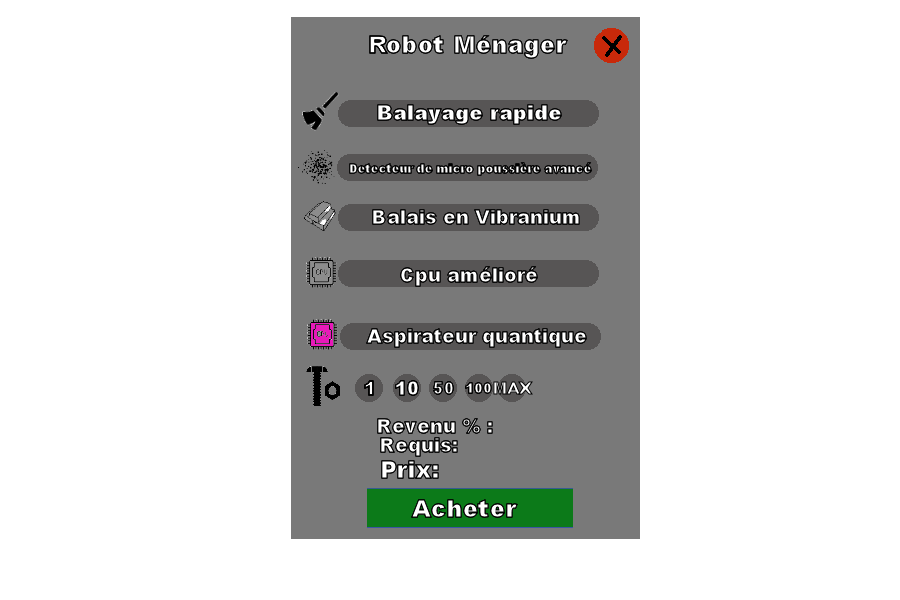 Robot Ménager
Balayage rapide
Detecteur de micro poussière avancé
Balais en Vibranium
CPU
Cpu amélioré
Aspirateur quantique
1 10 50 100 MAX
Revenu % :
Requis:
Prix:
Acheter